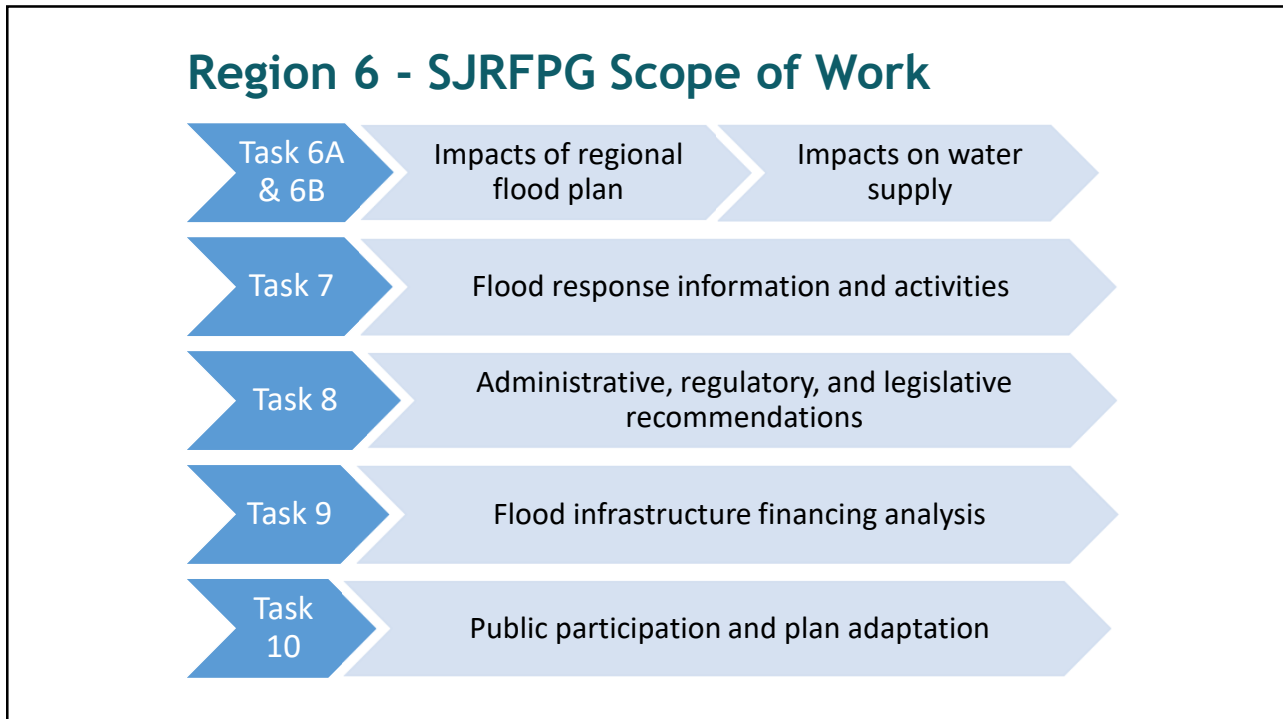 Region 6 - SJRFPG Scope of Work
Task 6A
& 6B
Impacts of regional
flood plan
Impacts on water
supply
Task 7
Flood response information and activities
Task 8
Administrative, regulatory, and legislative
recommendations
Task 9
Flood infrastructure financing analysis
Task
10
Public participation and plan adaptation